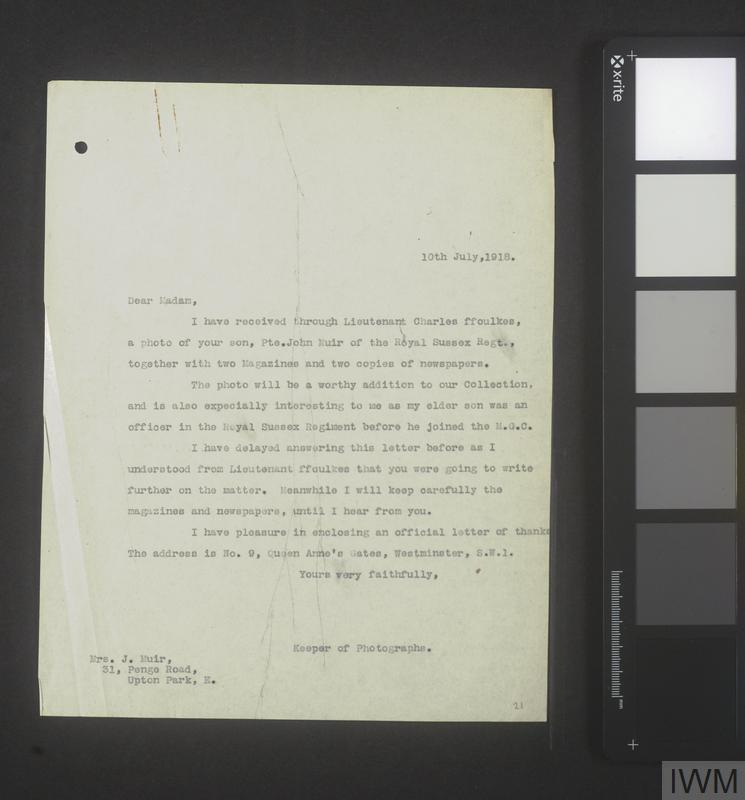 10th July,1918.
Dear Madam,
I have received through Lieutenant Charles ffoulkes,
a photo of your son, Pte.John Muir of the Royal Sussex Regt.,
together with two Magazines and two copies of newspapers.
The photo will be a worthy addition to our Collection,
and is also expecially interesting to me as my elder son was an
officer in the Royal Sussex Regiment before he joined the M.G.C.
I have delayed answering this letter before as I
understood from Lieutenant ffoulkes that you were going to write
further on the matter. Meanwhile I will keep carefully the
magazines and newspapers, until I hear from you.
I have pleasure in enclosing an official letter of thanks
The address is No. 9, Queen Anne's Gates, Westminster, S.W.1.
Yours very faithfully,
Keeper of Photographs.
Mrs. J. Muir,
31, Penge Road,
Upton Park, E.
21
x-rite
mm
IWM